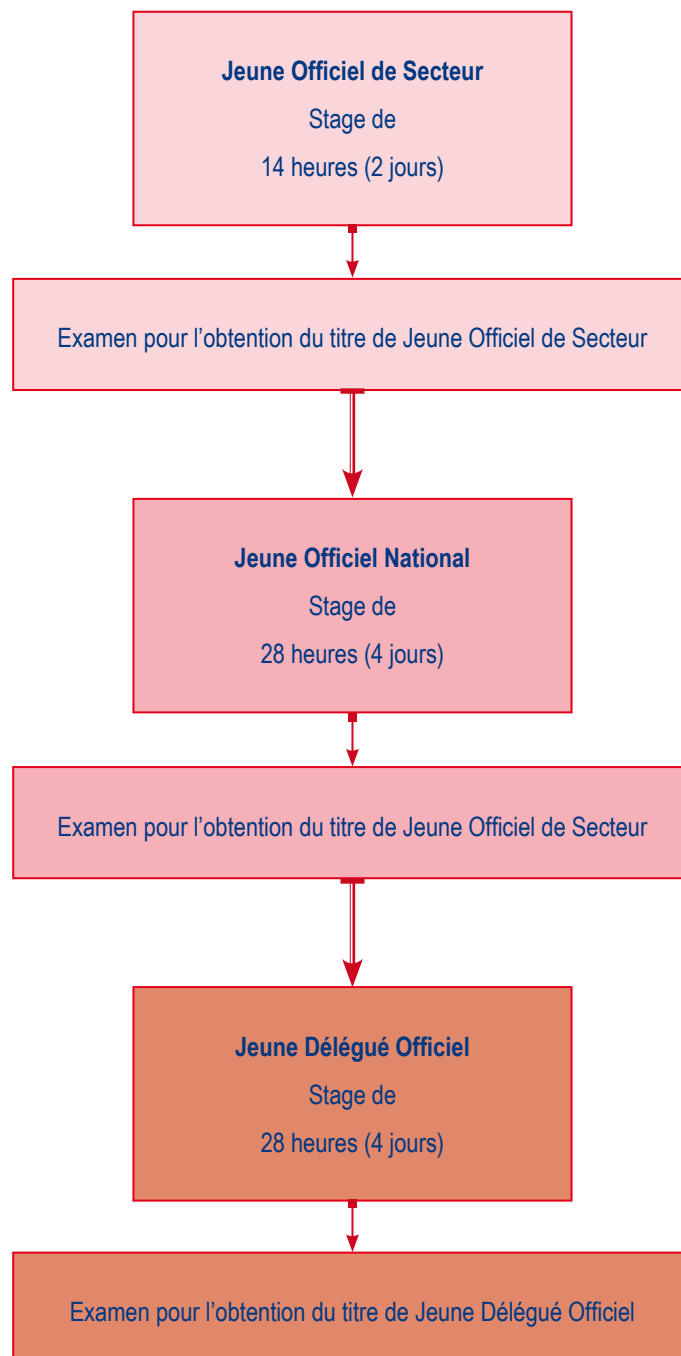 Jeune Officiel de Secteur
Stage de
14 heures (2 jours)
Examen pour l’obtention du titre de Jeune Officiel de Secteur
Jeune Officiel National
Stage de
28 heures (4 jours)
Examen pour l’obtention du titre de Jeune Officiel de Secteur
Jeune Délégué Officiel
Stage de
28 heures (4 jours)
Examen pour l’obtention du titre de Jeune Délégué Officiel